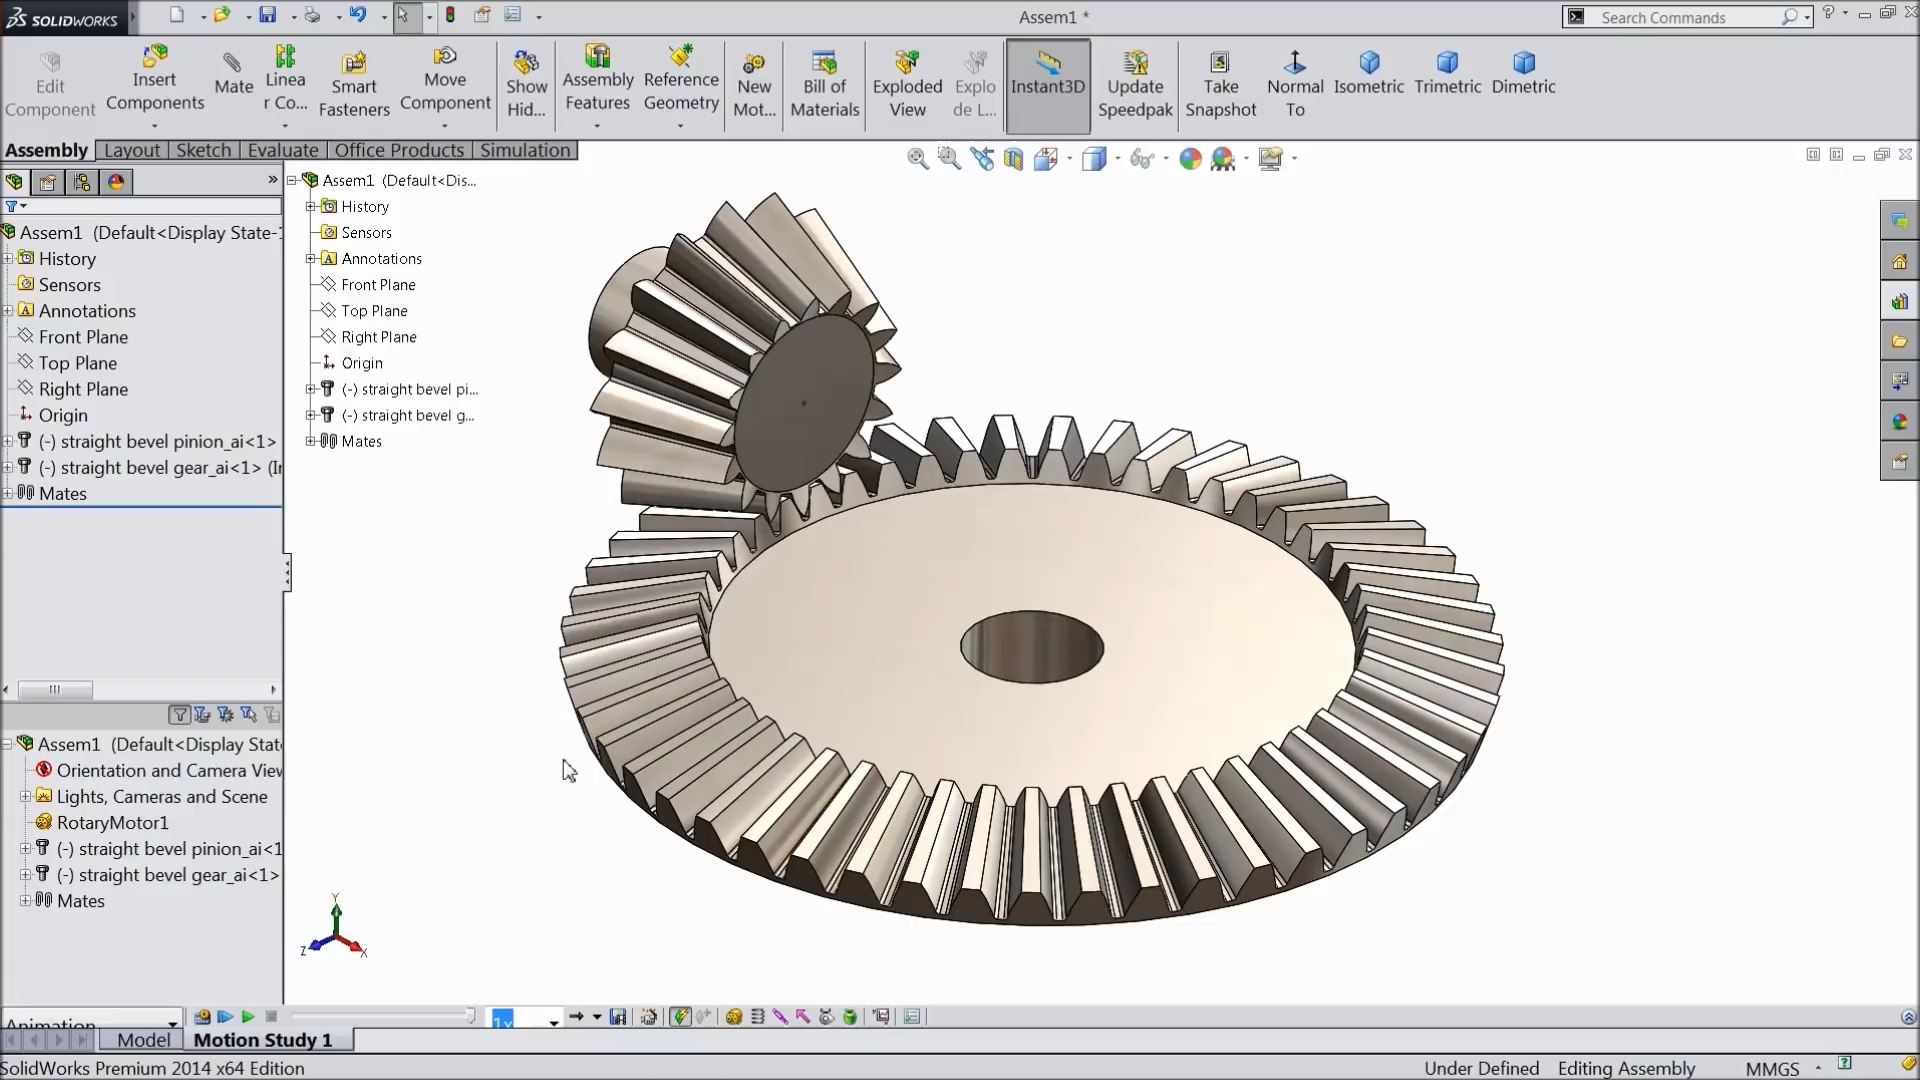 SOLIDWORKS
Assem1 *
Search Commands
Edit
Component
Insert
Components
Mate
Linea
r Co...
Smart
Fasteners
Move
Component
Show
Hid...
Assembly
Features
Reference
Geometry
New
Mot...
Bill of
Materials
Exploded
View
Explo
de L...
Instant3D
Update
Speedpak
Take
Snapshot
Normal
To
Isometric
Trimetric
Dimetric
Assembly
Layout
Sketch
Evaluate
Office Products
Simulation
Assem1 (Default<Display State-1
History
Sensors
Annotations
Front Plane
Top Plane
Right Plane
Origin
(-) straight bevel pinion_ai<1>
(-) straight bevel gear_ai<1> (I
Mates
Assem1 (Default<Dis...
History
Sensors
Annotations
Front Plane
Top Plane
Right Plane
Origin
(-) straight bevel pi...
(-) straight bevel g...
Mates
Assem1 (Default<Display Stat
Orientation and Camera View
Lights, Cameras and Scene
RotaryMotor1
(-) straight bevel pinion_ai<1
(-) straight bevel gear_ai<1>
Mates
Y
Z
X
Animation
1x
Model
Motion Study 1
SolidWorks Premium 2014 x64 Edition
Under Defined
Editing Assembly
MMGS